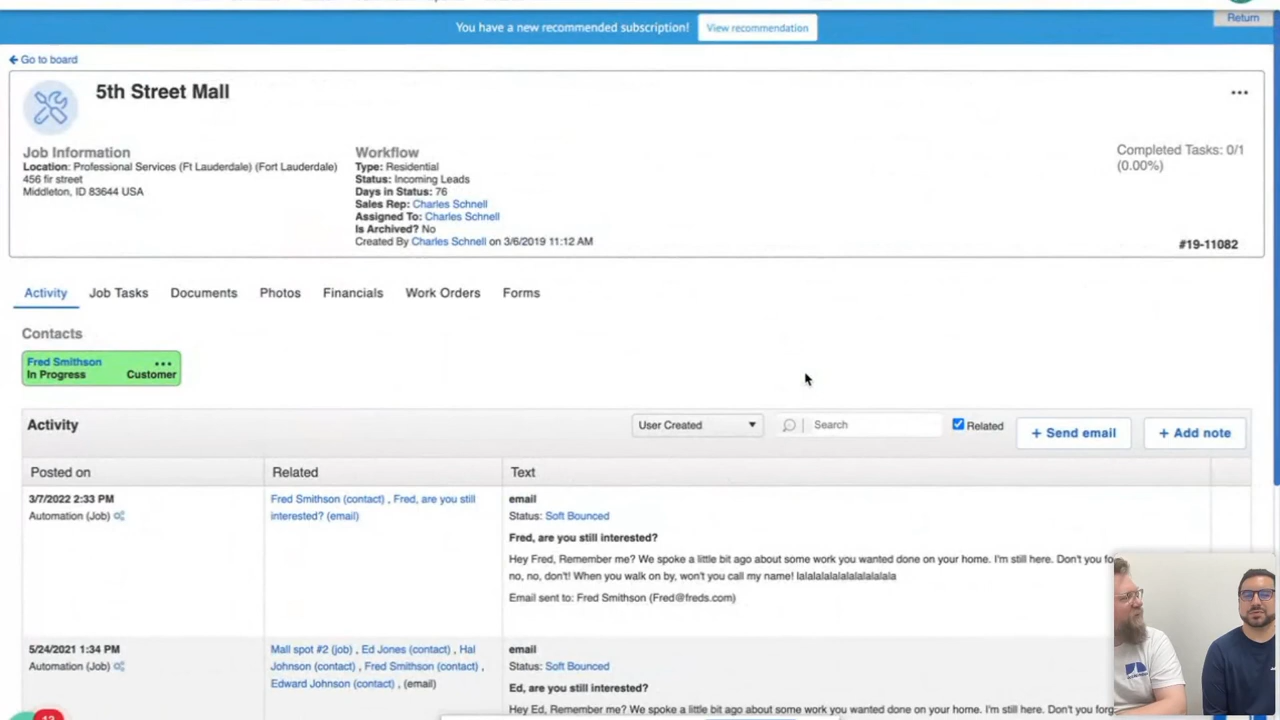 You have a new recommended subscription! View recommendation
Return
Go to board
5th Street Mall
Job Information
Location: Professional Services (Ft Lauderdale) (Fort Lauderdale)
456 fir street
Middleton, ID 83644 USA
Workflow
Type: Residential
Status: Incoming Leads
Days in Status: 76
Sales Rep: Charles Schnell
Assigned To: Charles Schnell
Is Archived? No
Created By Charles Schnell on 3/6/2019 11:12 AM
Completed Tasks: 0/1
(0.00%)
#19-11082
Activity Job Tasks Documents Photos Financials Work Orders Forms
Contacts
Fred Smithson
In Progress Customer
Activity
User Created
Search
Related
+ Send email
+ Add note
Posted on Related Text
3/7/2022 2:33 PM
Automation (Job)
Fred Smithson (contact) , Fred, are you still
interested? (email)
email
Status: Soft Bounced
Fred, are you still interested?
Hey Fred, Remember me? We spoke a little bit ago about some work you wanted done on your home. I'm still here. Don't you fo
no, no, don't! When you walk on by, won't you call my name! lalalalalalalalalalala
Email sent to: Fred Smithson (Fred@freds.com)
5/24/2021 1:34 PM
Automation (Job)
Mall spot #2 (job) , Ed Jones (contact) , Hal
Johnson (contact) , Fred Smithson (contact) ,
Edward Johnson (contact) , (email)
email
Status: Soft Bounced
Ed, are you still interested?
Hey Ed, Remember me? We spoke a little bit ago about some work you wanted done on your home. I'm still here. Don't you forg
12